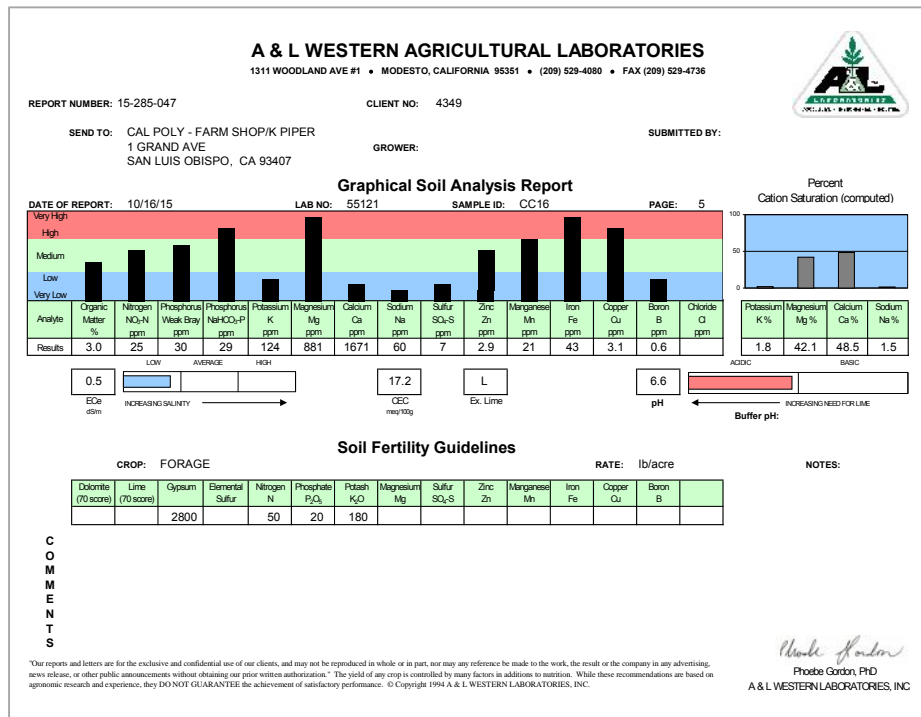 A & L WESTERN AGRICULTURAL LABORATORIES
1311 WOODLAND AVE #1 • MODESTO, CALIFORNIA 95351 • (209) 529-4080 • FAX (209) 529-4736
A L
LABORATORIES
REPORT NUMBER: 15-285-047 CLIENT NO: 4349
SEND TO: CAL POLY - FARM SHOP/K PIPER SUBMITTED BY:
1 GRAND AVE GROWER:
SAN LUIS OBISPO, CA 93407
Graphical Soil Analysis Report
DATE OF REPORT: 10/16/15 LAB NO: 55121 SAMPLE ID: CC16 PAGE: 5
Very High
High
Medium
Low
Very Low
Analyte Organic Matter % Nitrogen NO3-N ppm Phosphorus Weak Bray ppm Phosphorus NaHCO3-P ppm Potassium K ppm Magnesium Mg ppm Calcium Ca ppm Sodium Na ppm Sulfur SO4-S ppm Zinc Zn ppm Manganese Mn ppm Iron Fe ppm Copper Cu ppm Boron B ppm Chloride Cl ppm
Results 3.0 25 30 29 124 881 1671 60 7 2.9 21 43 3.1 0.6
Percent
Cation Saturation (computed)
100
50
0
Potassium K % Magnesium Mg % Calcium Ca % Sodium Na %
1.8 42.1 48.5 1.5
LOW AVERAGE HIGH
0.5
ECe
dS/m
INCREASING SALINITY
17.2
CEC
meq/100g
L
Ex. Lime
6.6
pH
ACIDIC BASIC
INCREASING NEED FOR LIME
Buffer pH:
Soil Fertility Guidelines
CROP: FORAGE RATE: lb/acre NOTES:
Dolomite (70 score) Lime (70 score) Gypsum Elemental Sulfur Nitrogen N Phosphate P2O5 Potash K2O Magnesium Mg Sulfur SO4-S Zinc Zn Manganese Mn Iron Fe Copper Cu Boron B
2800 50 20 180
C
O
M
M
E
N
T
S
"Our reports and letters are for the exclusive and confidential use of our clients, and may not be reproduced in whole or in part, nor may any reference be made to the work, the result or the company in any advertising,
news release, or other public announcements without obtaining our prior written authorization." The yield of any crop is controlled by many factors in additions to nutrition. While these recommendations are based on
agronomic research and experience, they DO NOT GUARANTEE the achievement of satisfactory performance. © Copyright 1994 A & L WESTERN LABORATORIES, INC.
Phoebe Gordon
Phoebe Gordon, PhD
A & L WESTERN LABORATORIES, INC